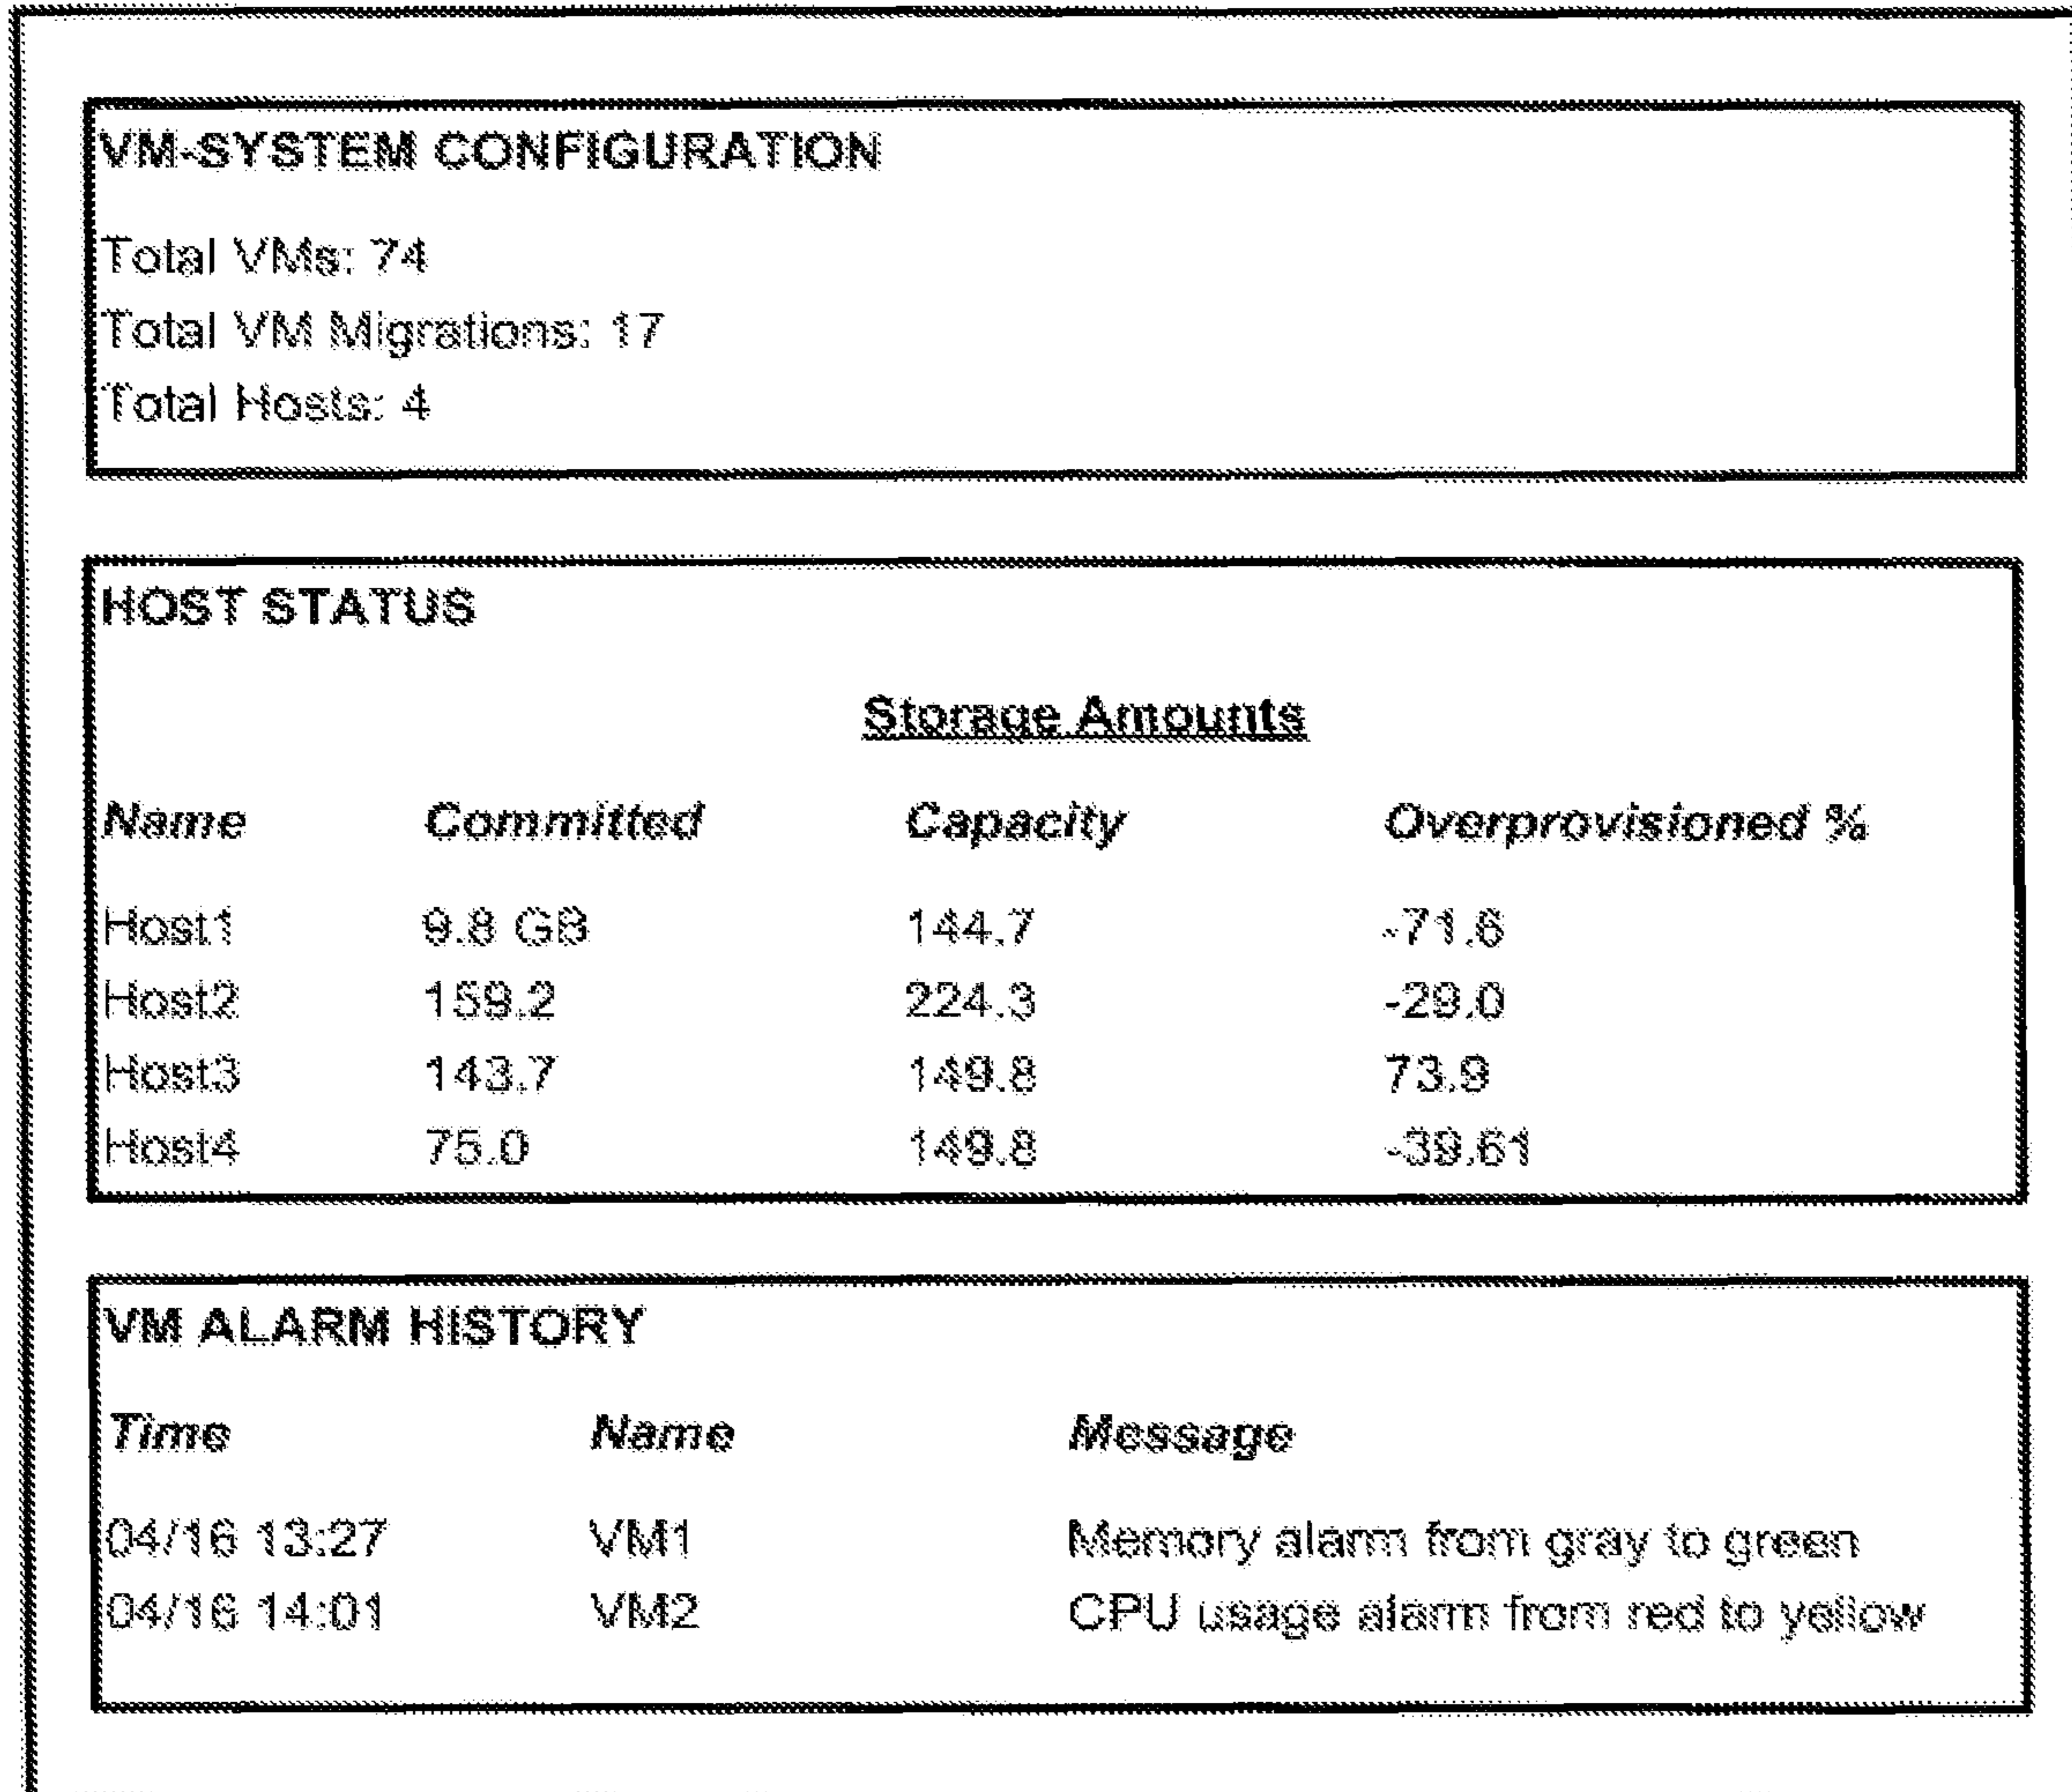 VM-SYSTEM CONFIGURATION
Total VMs: 74
Total VM Migrations: 17
Total Hosts: 4
HOST STATUS
Storage Amounts
Name Committed Capacity Overprovisioned %
Host1 9.8 GB 144.7 -71.6
Host2 159.2 224.3 -29.0
Host3 143.7 149.8 73.9
Host4 75.0 149.8 -39.61
VM ALARM HISTORY
Time Name Message
04/16 13:27 VM1 Memory alarm from gray to green
04/16 14:01 VM2 CPU usage alarm from red to yellow